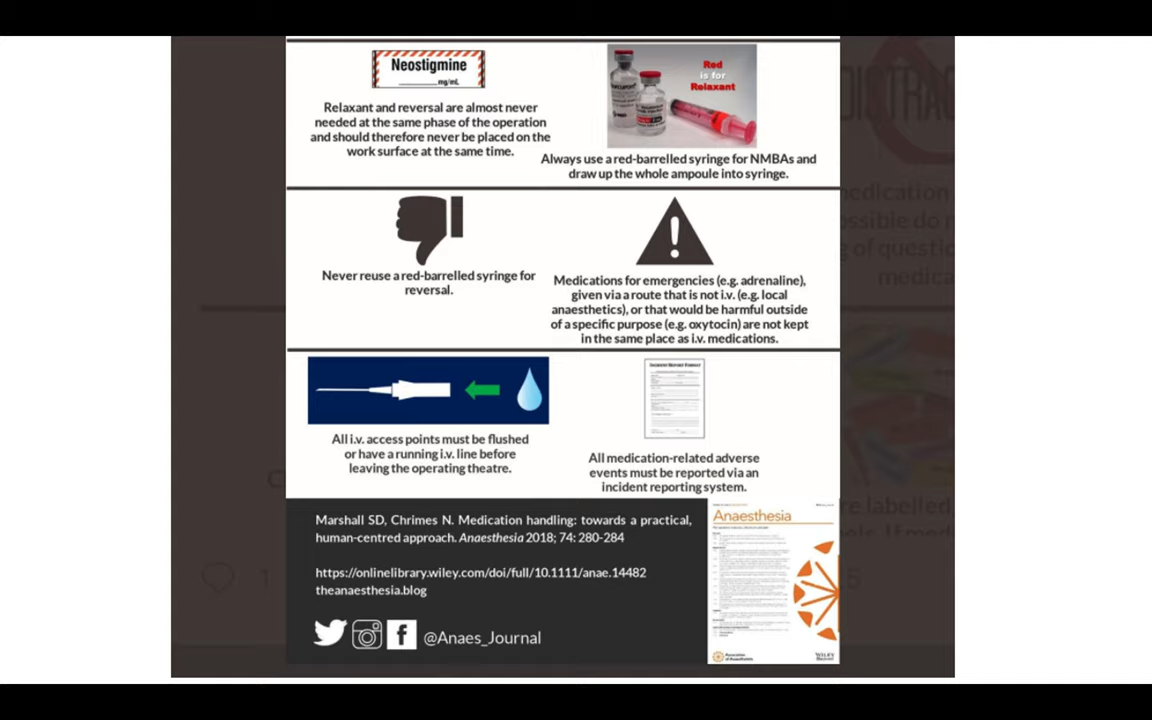 Neostigmine
mg/mL
Relaxant and reversal are almost never
needed at the same phase of the operation
and should therefore never be placed on the
work surface at the same time.
Red
is for
Relaxant
Always use a red-barrelled syringe for NMBAs and
draw up the whole ampoule into syringe.
Never reuse a red-barrelled syringe for
reversal.
Medications for emergencies (e.g. adrenaline),
given via a route that is not i.v. (e.g. local
anaesthetics), or that would be harmful outside
of a specific purpose (e.g. oxytocin) are not kept
in the same place as i.v. medications.
All i.v. access points must be flushed
or have a running i.v. line before
leaving the operating theatre.
INCIDENT REPORT FORMAT
All medication-related adverse
events must be reported via an
incident reporting system.
Marshall SD, Chrimes N. Medication handling: towards a practical,
human-centred approach. Anaesthesia 2018; 74: 280-284
https://onlinelibrary.wiley.com/doi/full/10.1111/anae.14482
theanaesthesia.blog
@Anaes_Journal
Anaesthesia
Association
of Anaesthetists
WILEY